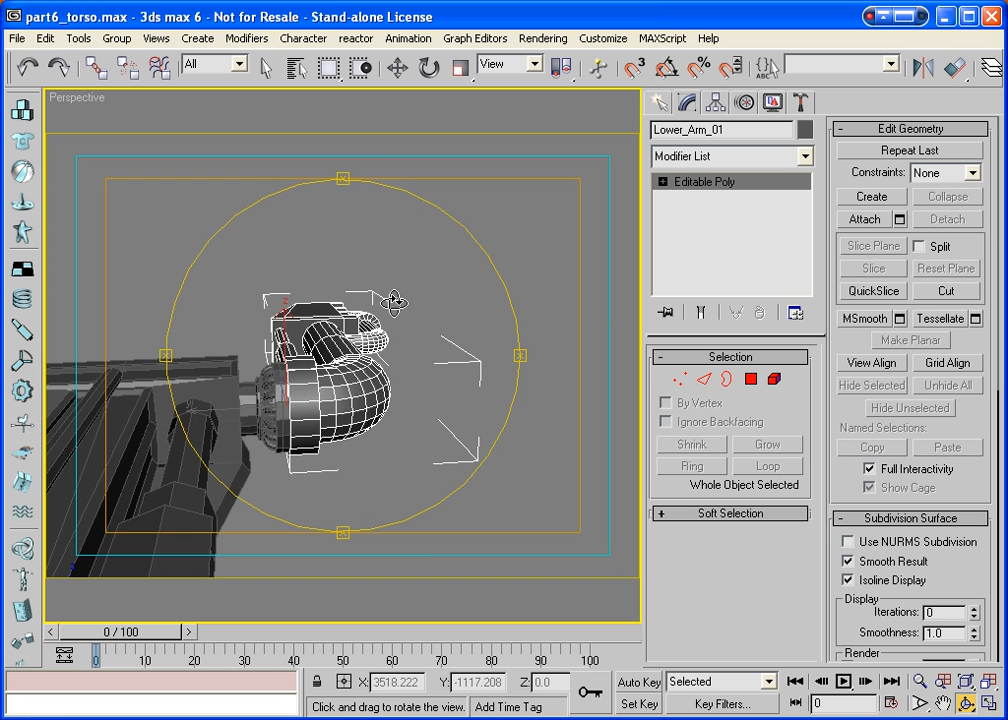 part6_torso.max - 3ds max 6 - Not for Resale - Stand-alone License
File Edit Tools Group Views Create Modifiers Character reactor Animation Graph Editors Rendering Customize MAXScript Help
All
View
3
%
ABC
Perspective
Lower_Arm_01
Modifier List
Editable Poly
Selection
By Vertex
Ignore Backfacing
Shrink Grow
Ring Loop
Whole Object Selected
Soft Selection
Edit Geometry
Repeat Last
Constraints: None
Create Collapse
Attach Detach
Slice Plane Split
Slice Reset Plane
QuickSlice Cut
MSmooth Tessellate
Make Planar
View Align Grid Align
Hide Selected Unhide All
Hide Unselected
Named Selections:
Copy Paste
Full Interactivity
Show Cage
Subdivision Surface
Use NURMS Subdivision
Smooth Result
Isoline Display
Display
Iterations: 0
Smoothness: 1.0
Render
z
z
0 / 100
0 10 20 30 40 50 60 70 80 90 100
X: 3518.222 Y: -1117.208 Z: 0.0
Auto Key Selected
Click and drag to rotate the view. Add Time Tag
Set Key Key Filters... 0